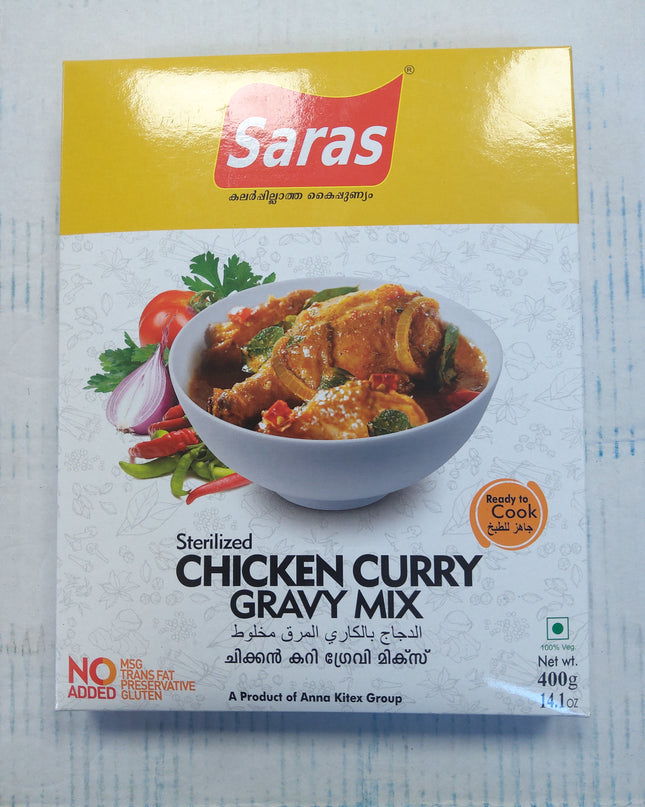 Saras
®
കലർപ്പില്ലാത്ത കൈപ്പുണ്യം
Ready to
Cook
جاهز للطبخ
Sterilized
CHICKEN CURRY
GRAVY MIX
الدجاج بالكاري المرق مخلوط
ചിക്കൻ കറി ഗ്രേവി മിക്സ്
NO
ADDED
MSG
TRANS FAT
PRESERVATIVE
GLUTEN
A Product of Anna Kitex Group
100% Veg.
Net wt.
400g
14.1oz